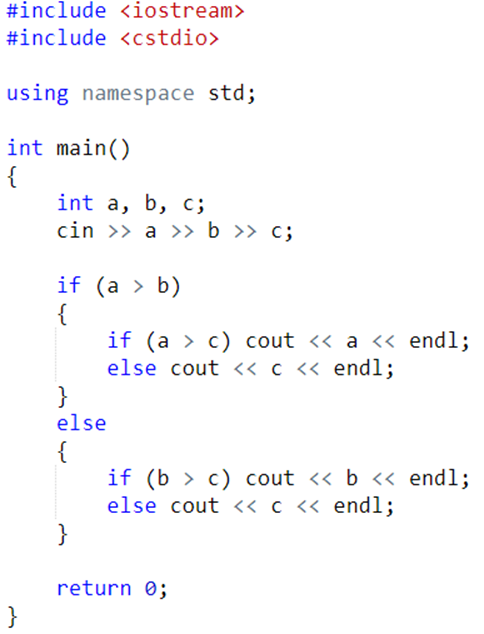 #include <iostream>
#include <cstdio>

using namespace std;

int main()
{
    int a, b, c;
    cin >> a >> b >> c;

    if (a > b)
    {
        if (a > c) cout << a << endl;
        else cout << c << endl;
    }
    else
    {
        if (b > c) cout << b << endl;
        else cout << c << endl;
    }

    return 0;
}